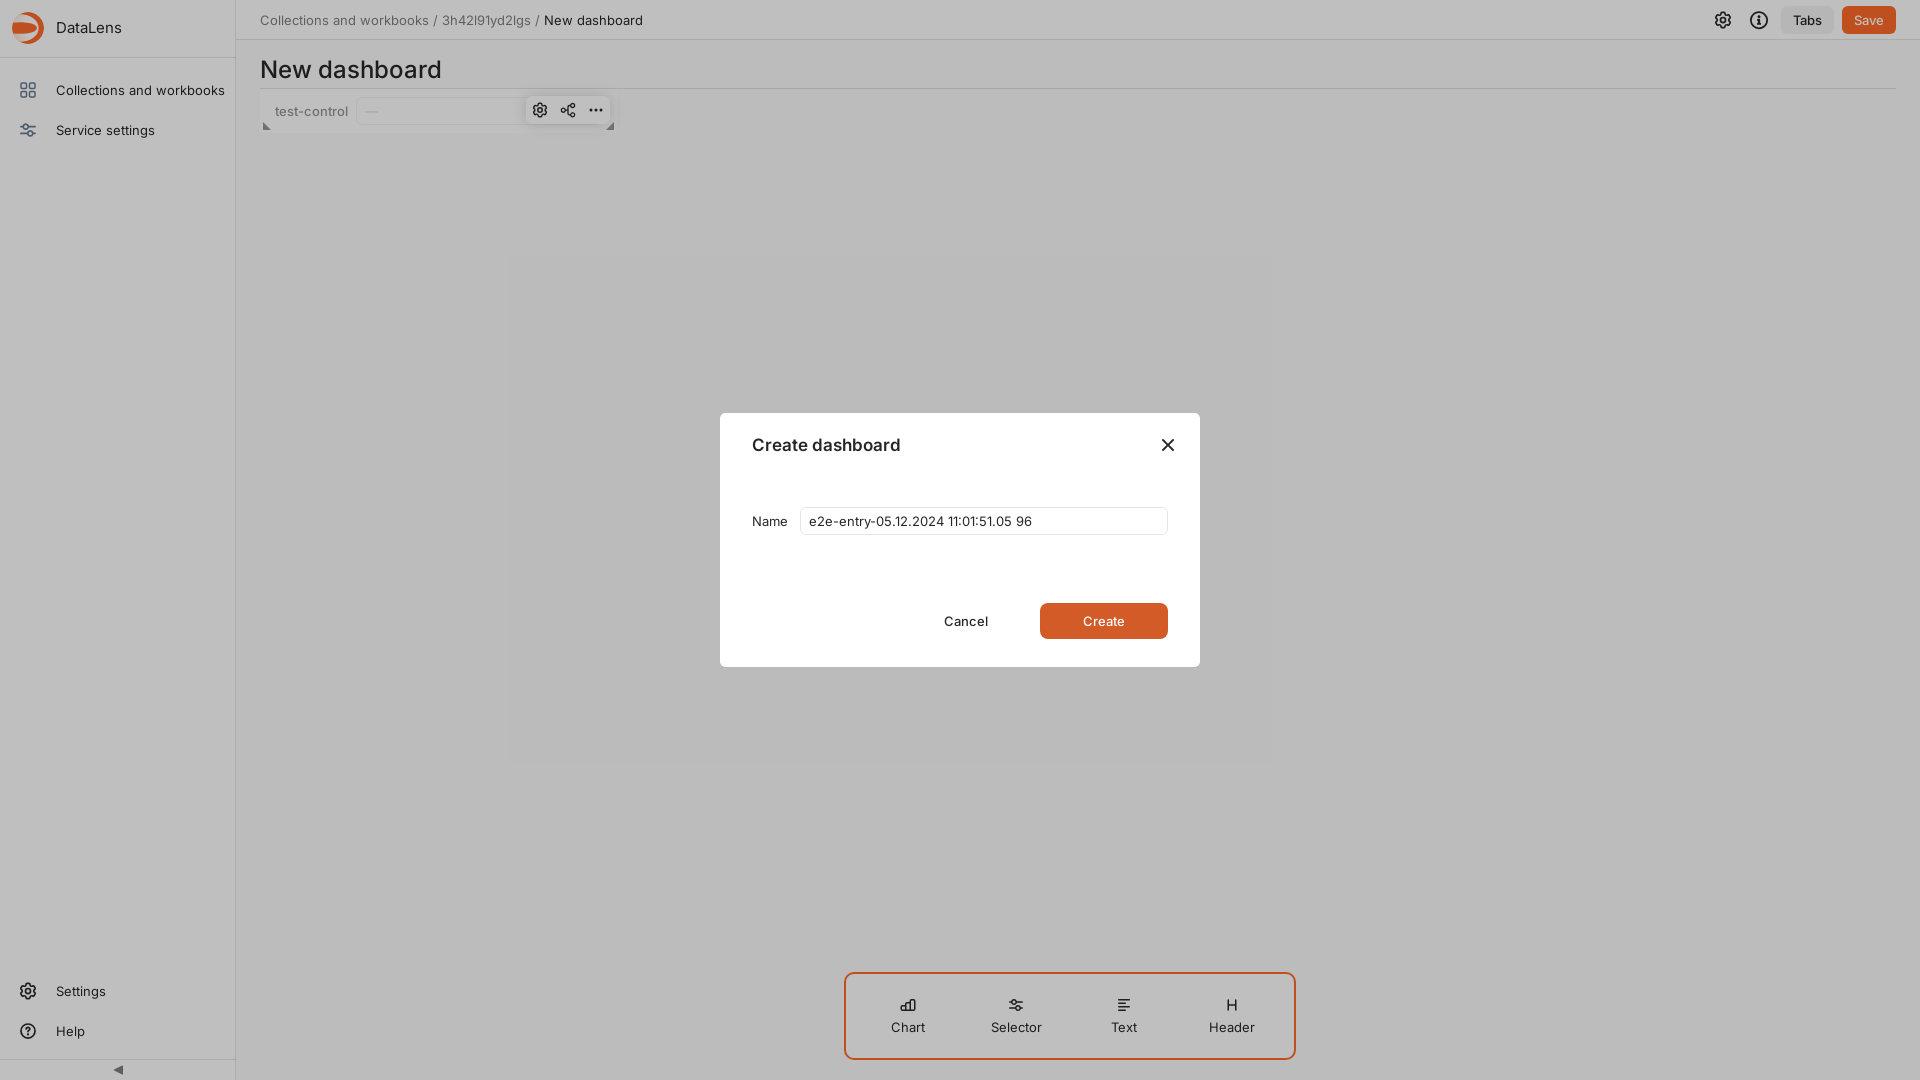 DataLens
Collections and workbooks / 3h42l91yd2lgs / New dashboard
Tabs
Save
Collections and workbooks
Service settings
New dashboard
test-control
—
Create dashboard
Name
e2e-entry-05.12.2024 11:01:51.05 96
Cancel
Create
Chart
Selector
Text
Header
Settings
Help